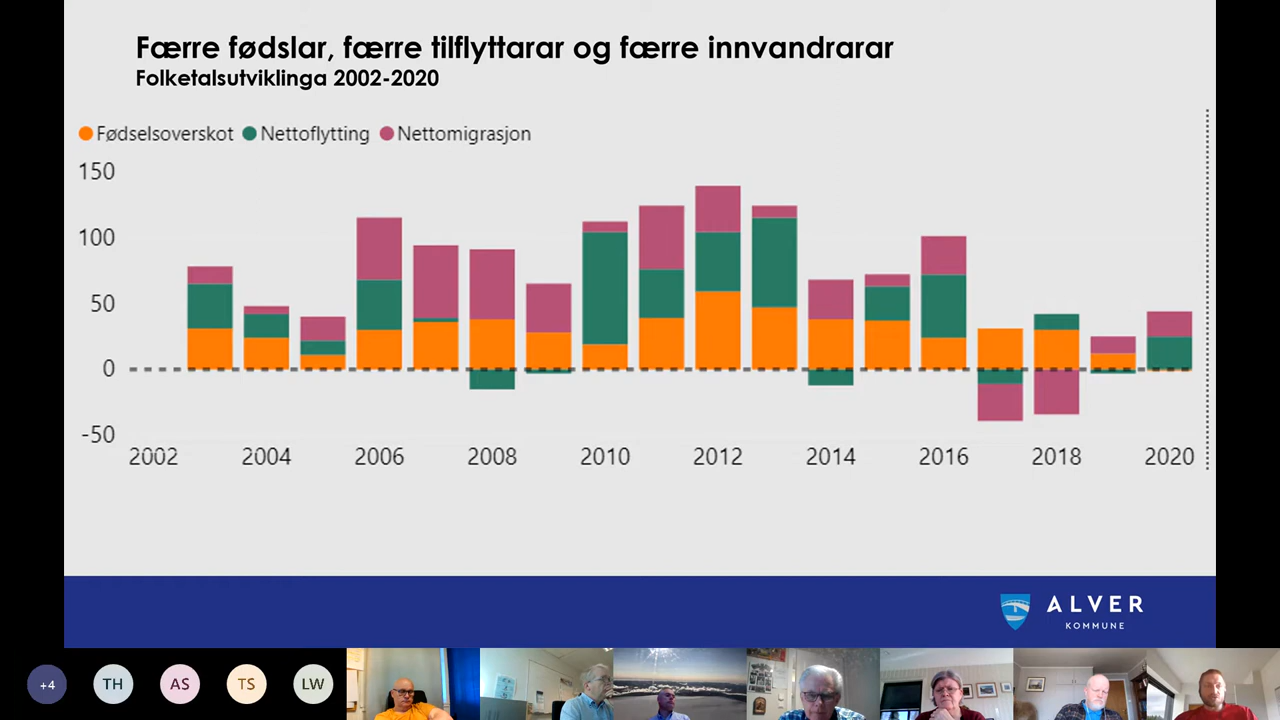 Færre fødslar, færre tilflyttarar og færre innvandrarar
Folketalsutviklinga 2002-2020
Fødselsoverskot Nettoflytting Nettomigrasjon
150
100
50
0
-50
2002 2004 2006 2008 2010 2012 2014 2016 2018 2020
ALVER
KOMMUNE
+4 TH AS TS LW